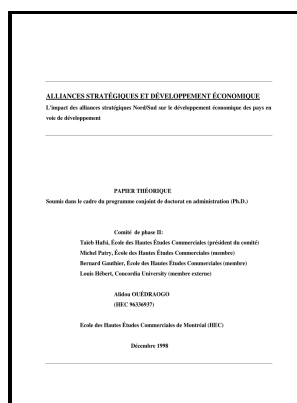 ALLIANCES STRATÉGIQUES ET DÉVELOPPEMENT ÉCONOMIQUE
L'impact des alliances stratégiques Nord/Sud sur le développement économique des pays en
voie de développement
PAPIER THÉORIQUE
Soumis dans le cadre du programme conjoint de doctorat en administration (Ph.D.)
Comité de phase II:
Taïeb Hafsi, École des Hautes Études Commerciales (président du comité)
Michel Patry, École des Hautes Études Commerciales (membre)
Bernard Gauthier, École des Hautes Études Commerciales (membre)
Louis Hébert, Concordia University (membre externe)
Alidou OUÉDRAOGO
(HEC 96336937)
Ecole des Hautes Études Commerciales de Montréal (HEC)
Décembre 1998